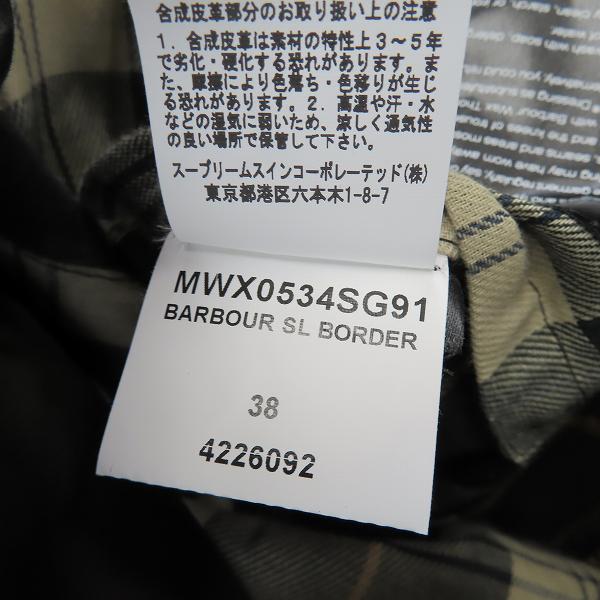 合成皮革部分のお取り扱い上の注意
1．合成皮革は素材の特性上3～5年
で劣化・硬化する恐れがあります。ま
た、摩擦により色落・色移りが生じ
る恐れがあります。2．高温や汗・水
などの湿気に弱いため、涼しく通気性
の良い場所で保管して下さい。
スープリームスインコーポレーテッド(株)
東京都港区六本木1-8-7
MWX0534SG91
BARBOUR SL BORDER
38
4226092